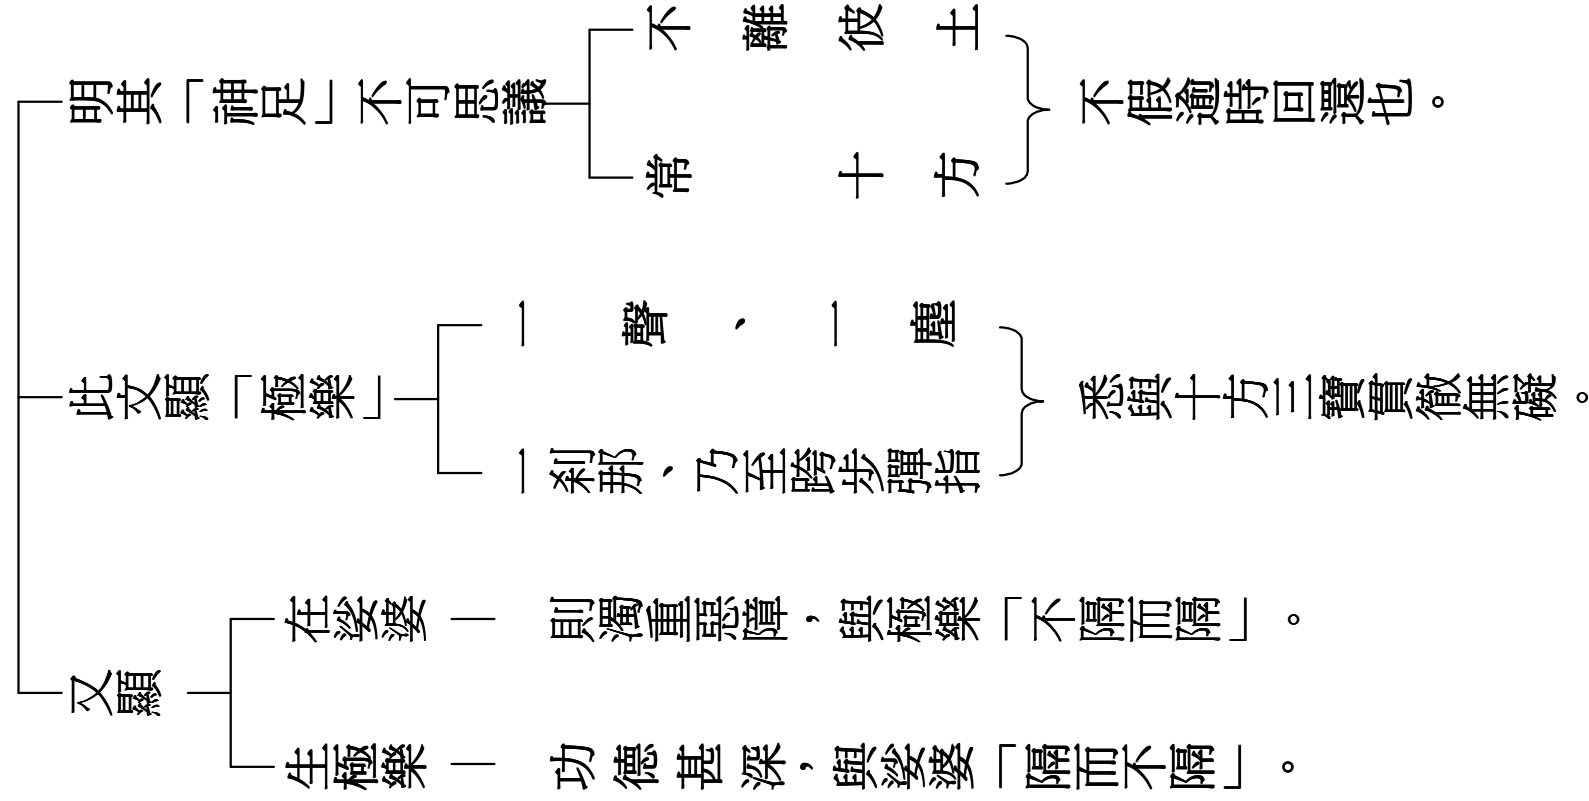 明其「神足」不可思議
不離彼土
常十方
不假逾時回還也。
此文顯「極樂」
一聲、一塵
一剎那、乃至跨步彈指
悉與十方三寶貫徹無礙。
又顯
在娑婆
則濁重惡障，與極樂「不隔而隔」。
生極樂
功德甚深，與娑婆「隔而不隔」。